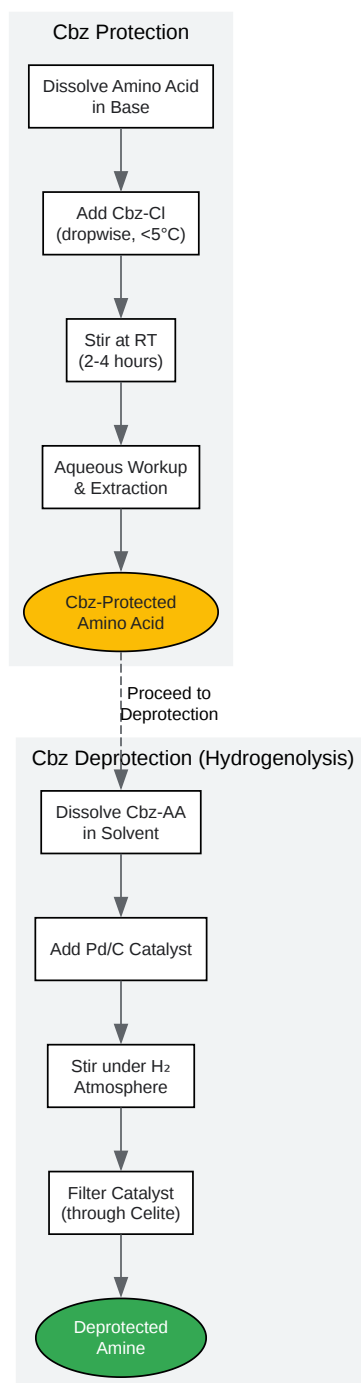 Cbz Protection
Dissolve Amino Acid
in Base
Add Cbz-Cl
(dropwise, <5°C)
Stir at RT
(2-4 hours)
Aqueous Workup
& Extraction
Cbz-Protected
Amino Acid
Proceed to
Deprotection
Cbz Deprotection (Hydrogenolysis)
Dissolve Cbz-AA
in Solvent
Add Pd/C Catalyst
Stir under H₂
Atmosphere
Filter Catalyst
(through Celite)
Deprotected
Amine